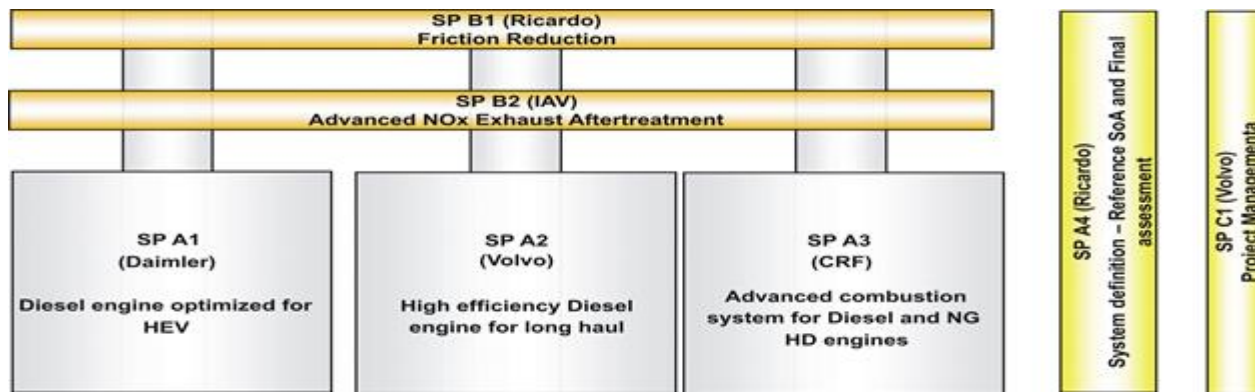 SP B1 (Ricardo)
Friction Reduction
SP B2 (IAV)
Advanced NOx Exhaust Aftertreatment
SP A1
(Daimler)
Diesel engine optimized for
HEV
SP A2
(Volvo)
High efficiency Diesel
engine for long haul
SP A3
(CRF)
Advanced combustion
system for Diesel and NG
HD engines
SP A4 (Ricardo)
System definition – Reference SoA and Final
assessment
SP C1 (Volvo)
Project Managementa